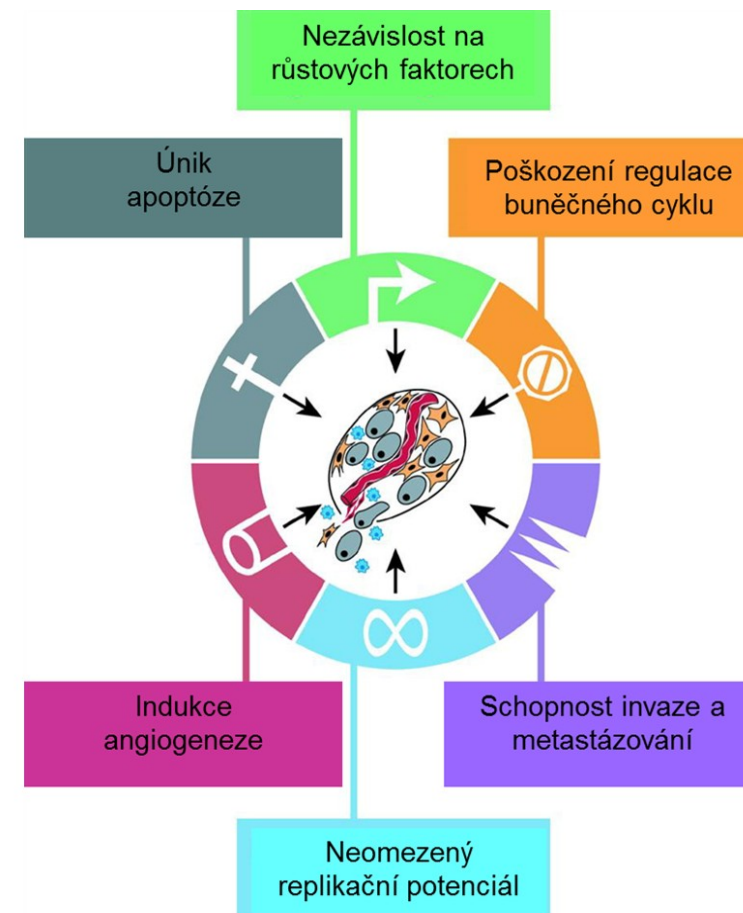 Nezávislost na
růstových faktorech
Únik
apoptóze
Poškození regulace
buněčného cyklu
Indukce
angiogeneze
Schopnost invaze a
metastázování
Neomezený
replikační potenciál